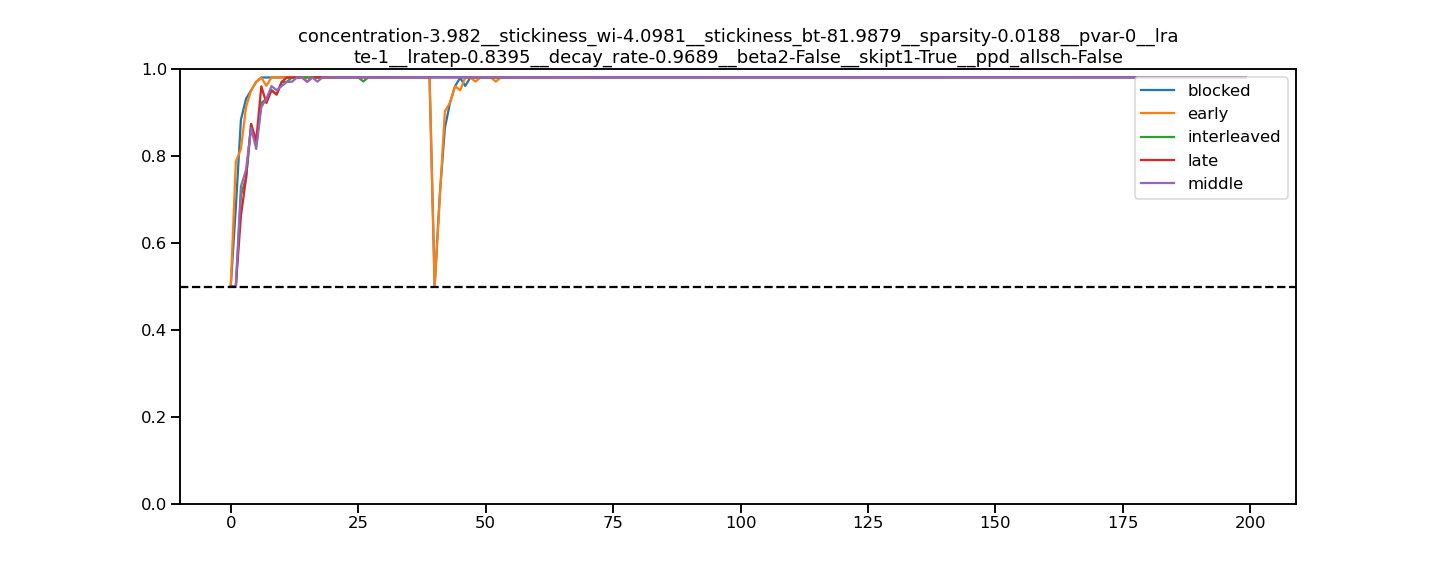 concentration-3.982__stickiness_wi-4.0981__stickiness_bt-81.9879__sparsity-0.0188__pvar-0__lra
te-1__lratep-0.8395__decay_rate-0.9689__beta2-False__skipt1-True__ppd_allsch-False
1.0
0.8
0.6
0.4
0.2
0.0
blocked
early
interleaved
late
middle
0 25 50 75 100 125 150 175 200